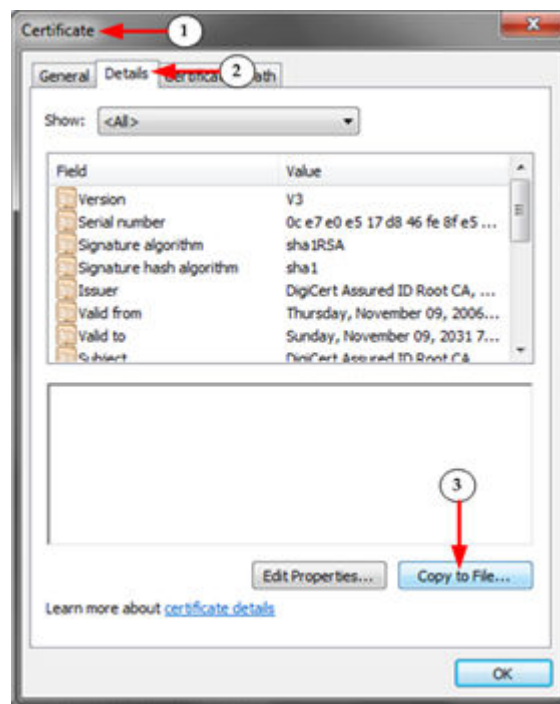 Certificate 1
General Details 2
Show: <All>
Field Value
Version V3
Serial number 0c e7 e0 e5 17 d8 46 fe 8f e5 ...
Signature algorithm sha1RSA
Signature hash algorithm sha1
Issuer DigiCert Assured ID Root CA, ...
Valid from Thursday, November 09, 2006...
Valid to Sunday, November 09, 2031 7...
Subject DigiCert Assured ID Root CA
3
Edit Properties... Copy to File...
Learn more about certificate details
OK